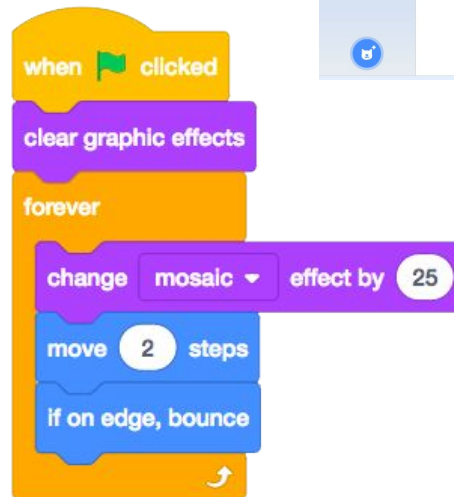 when clicked
clear graphic effects
forever
change mosaic effect by 25
move 2 steps
if on edge, bounce